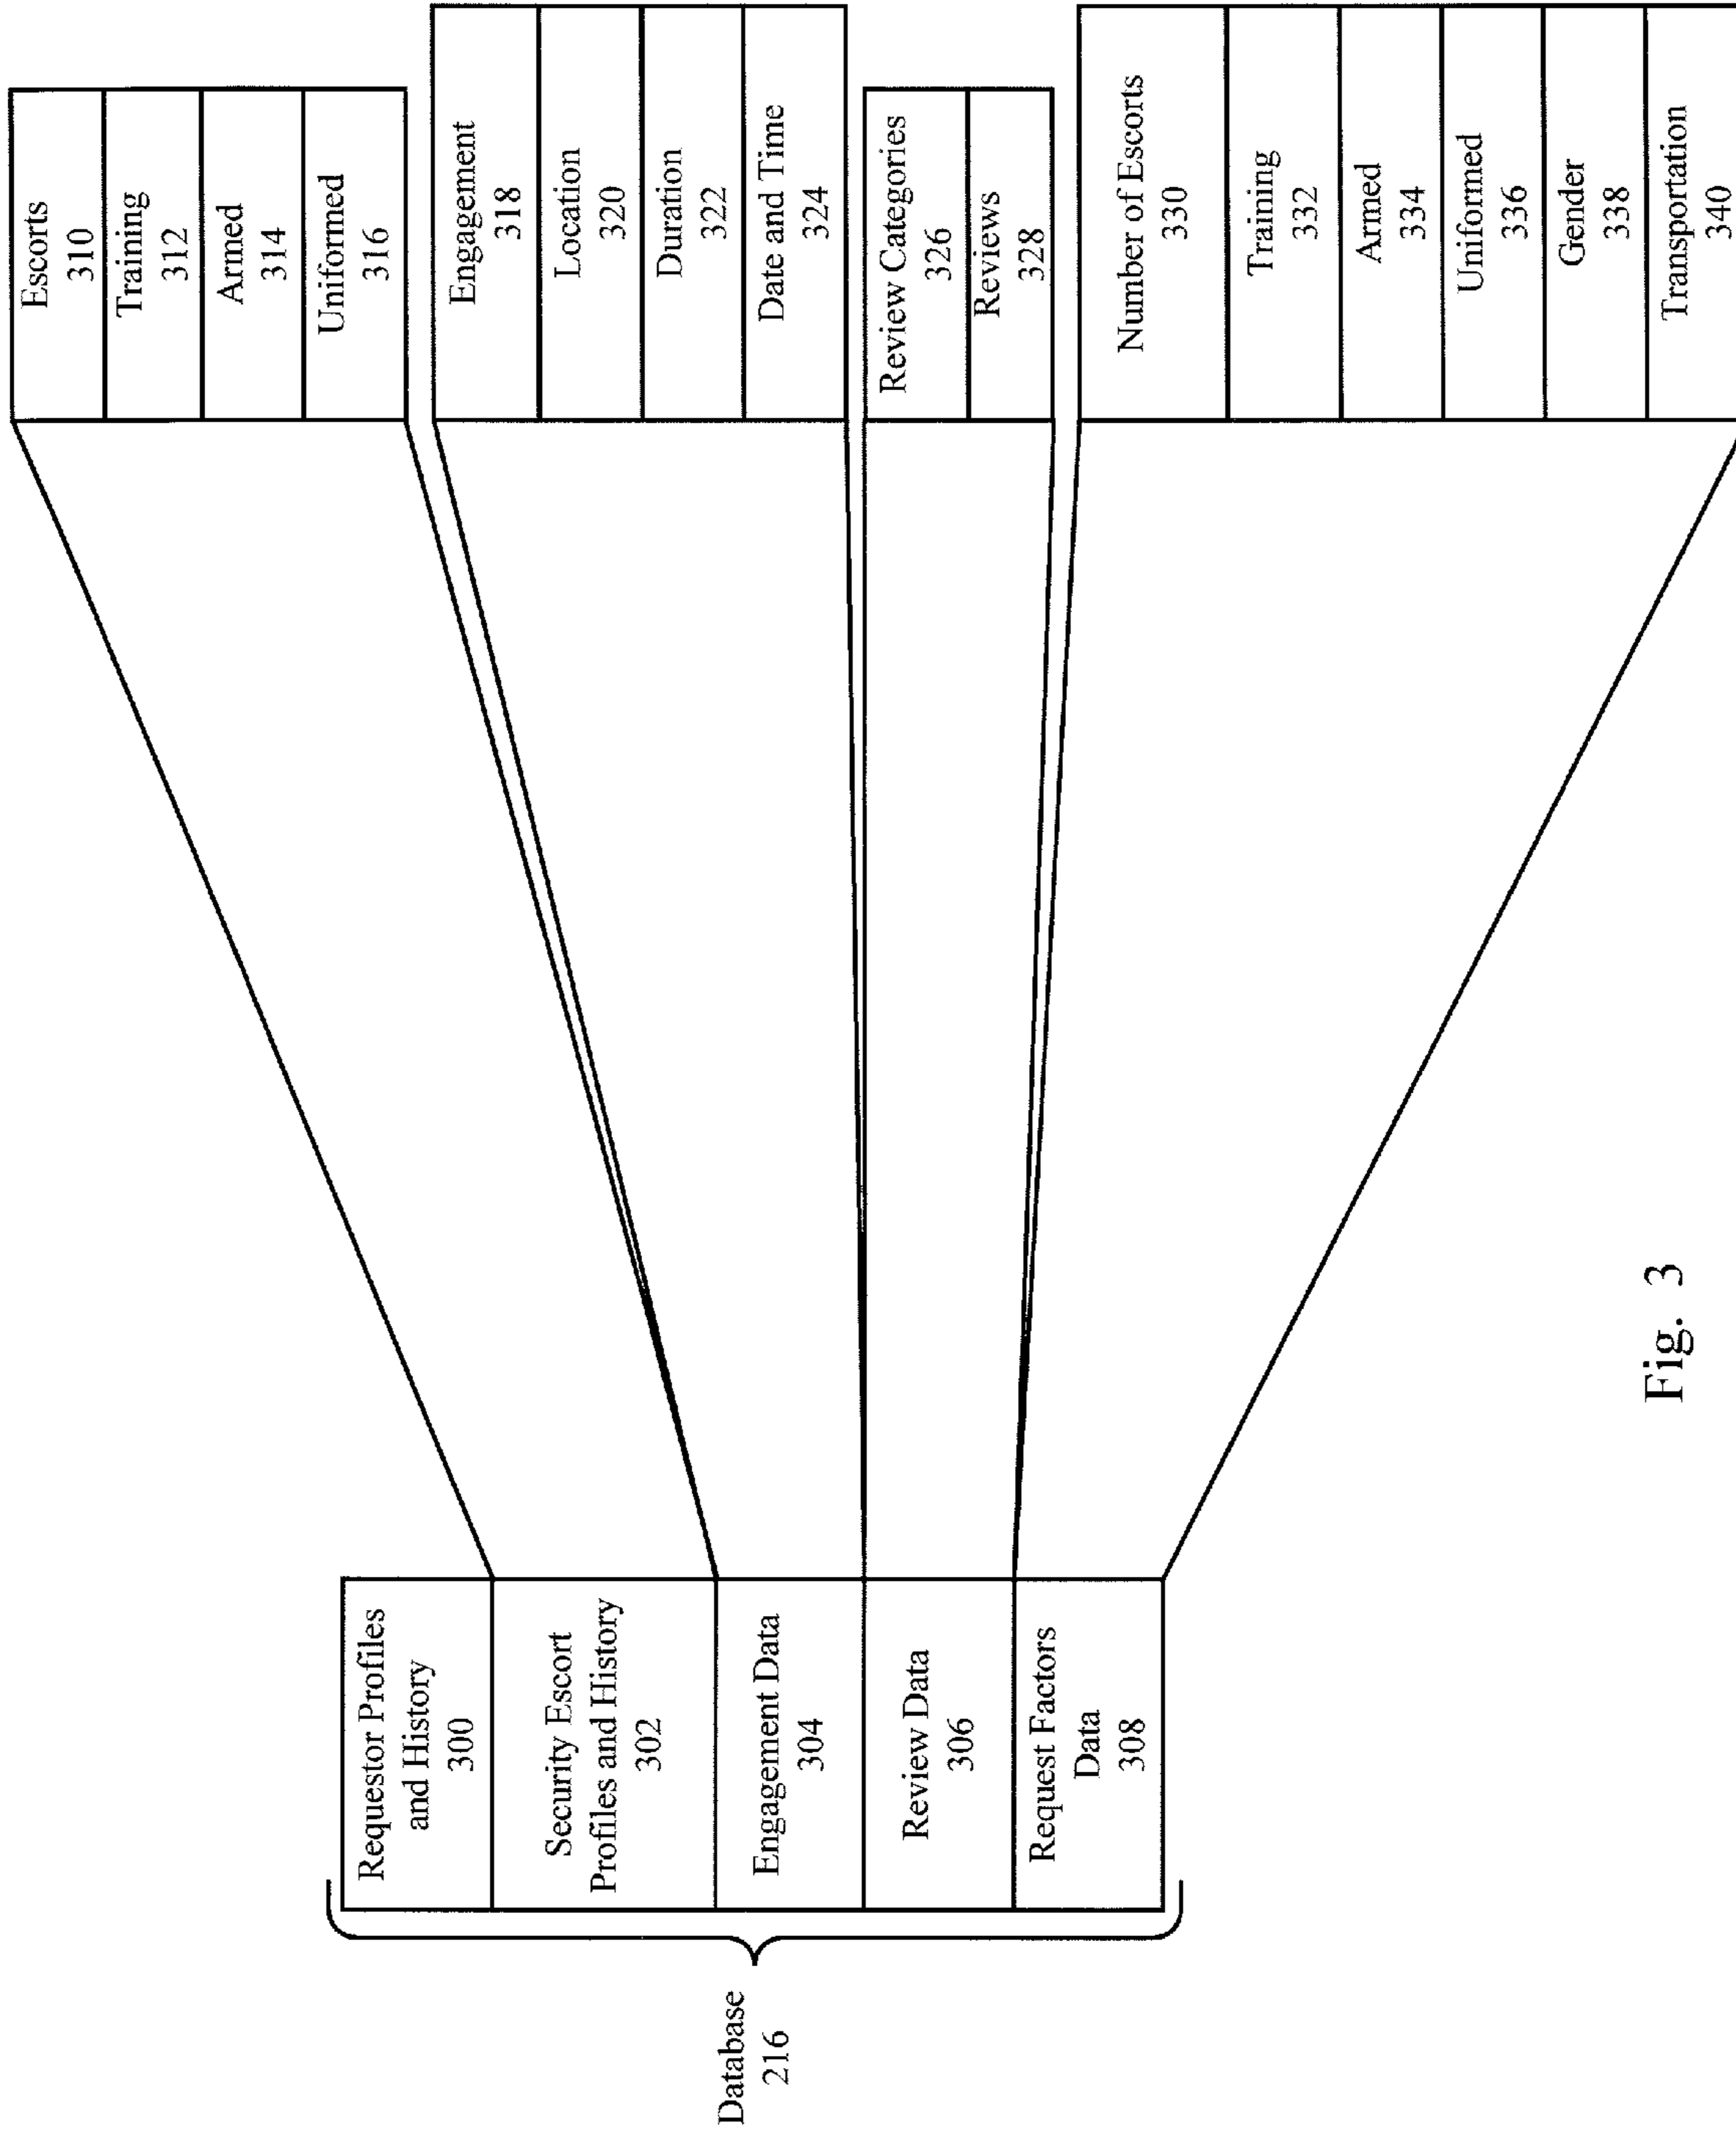 Database
216
Requestor Profiles
and History
300
Security Escort
Profiles and History
302
Engagement Data
304
Review Data
306
Request Factors
Data
308
Escorts
310
Training
312
Armed
314
Uniformed
316
Engagement
318
Location
320
Duration
322
Date and Time
324
Review Categories
326
Reviews
328
Number of Escorts
330
Training
332
Armed
334
Uniformed
336
Gender
338
Transportation
340
Fig. 3